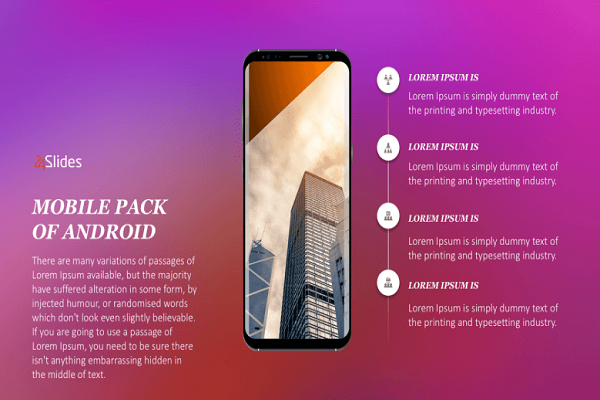 24Slides
MOBILE PACK
OF ANDROID
There are many variations of passages of
Lorem Ipsum available, but the majority
have suffered alteration in some form, by
injected humour, or randomised words
which don't look even slightly believable.
If you are going to use a passage of
Lorem Ipsum, you need to be sure there
isn't anything embarrassing hidden in
the middle of text.
LOREM IPSUM IS
Lorem Ipsum is simply dummy text of
the printing and typesetting industry.
LOREM IPSUM IS
Lorem Ipsum is simply dummy text of
the printing and typesetting industry.
LOREM IPSUM IS
Lorem Ipsum is simply dummy text of
the printing and typesetting industry.
LOREM IPSUM IS
Lorem Ipsum is simply dummy text of
the printing and typesetting industry.